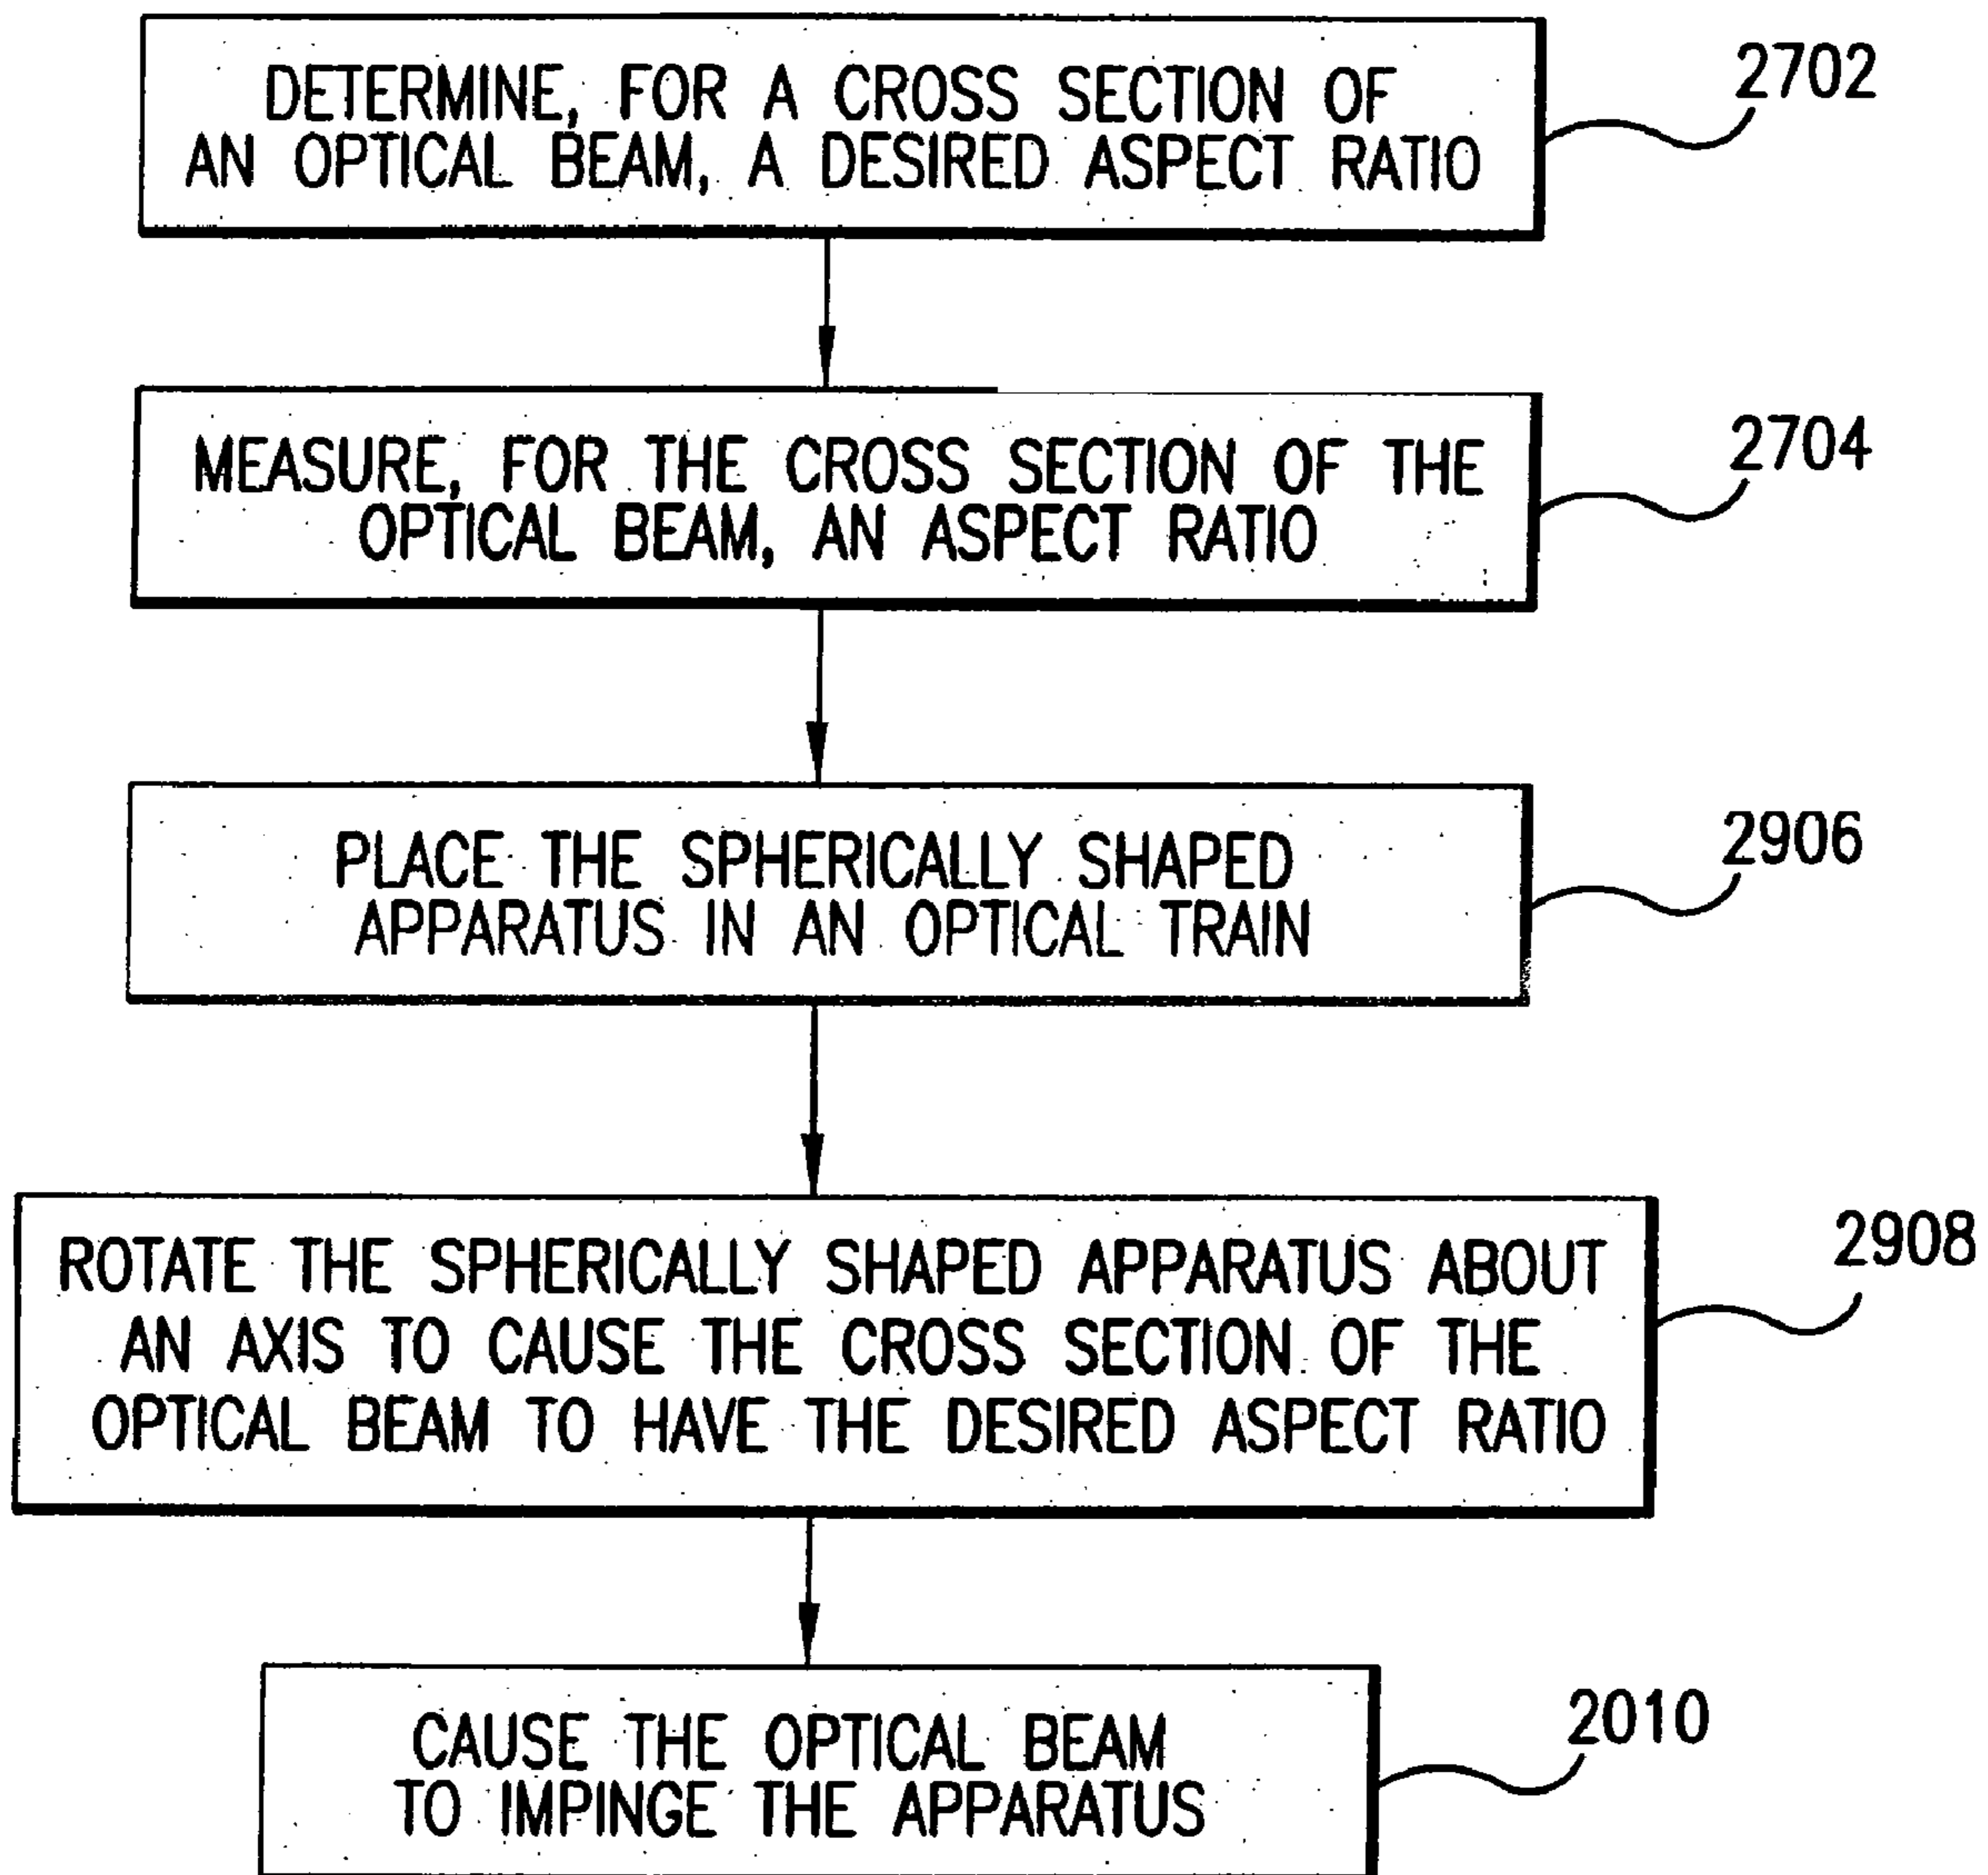 DETERMINE, FOR A CROSS SECTION OF
AN OPTICAL BEAM, A DESIRED ASPECT RATIO
2702
MEASURE, FOR THE CROSS SECTION OF THE
OPTICAL BEAM, AN ASPECT RATIO
2704
PLACE THE SPHERICALLY SHAPED
APPARATUS IN AN OPTICAL TRAIN
2906
ROTATE THE SPHERICALLY SHAPED APPARATUS ABOUT
AN AXIS TO CAUSE THE CROSS SECTION OF THE
OPTICAL BEAM TO HAVE THE DESIRED ASPECT RATIO
2908
CAUSE THE OPTICAL BEAM
TO IMPINGE THE APPARATUS
2010